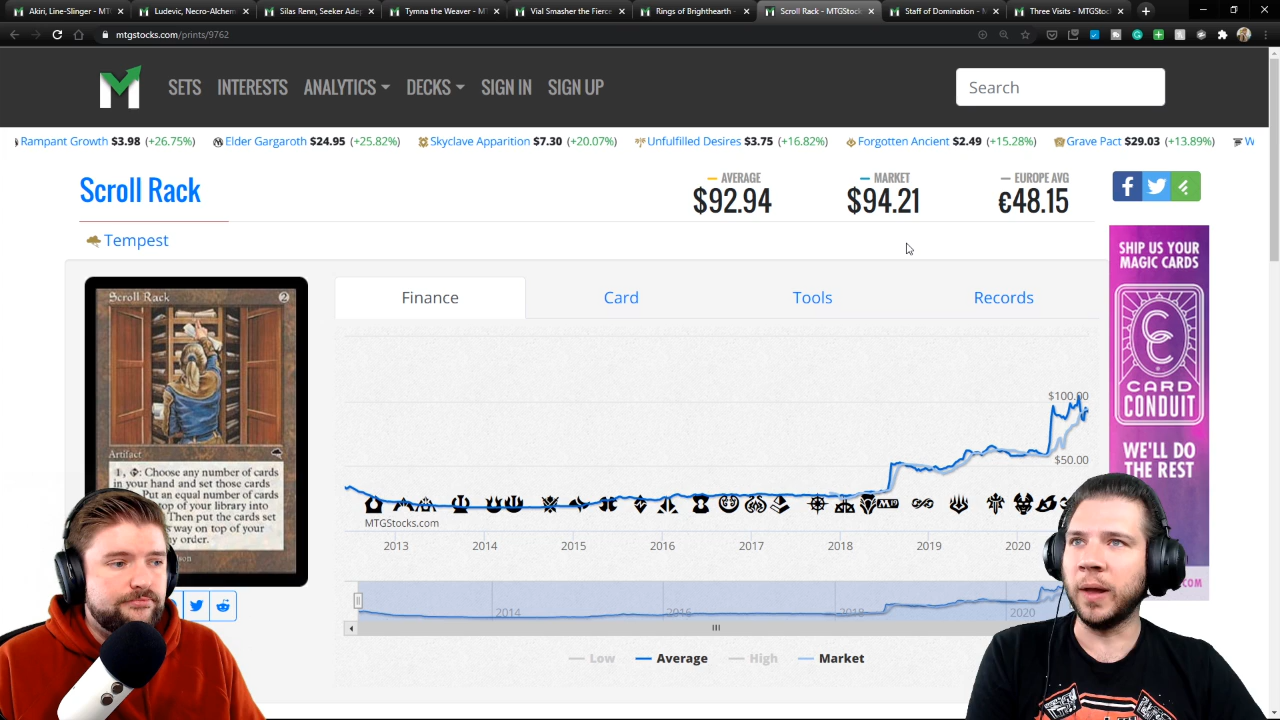 Akiri, Line-Slinger - MTG
Ludevic, Necro-Alchem
Silas Renn, Seeker Adep
Tymna the Weaver - MT
Vial Smasher the Fierce
Rings of Brighthearth -
Scroll Rack - MTGStocks
Staff of Domination - M
Three Visits - MTGStoc
mtgstocks.com/prints/9762
M
SETS
INTERESTS
ANALYTICS
DECKS
SIGN IN
SIGN UP
Search
Rampant Growth $3.98 (+26.75%)
Elder Gargaroth $24.95 (+25.82%)
Skyclave Apparition $7.30 (+20.07%)
Unfulfilled Desires $3.75 (+16.82%)
Forgotten Ancient $2.49 (+15.28%)
Grave Pact $29.03 (+13.89%)
W
Scroll Rack
AVERAGE
$92.94
MARKET
$94.21
EUROPE AVG
€48.15
Tempest
Scroll Rack
2
Artifact
1, : Choose any number of cards
in your hand and set those cards
Put an equal number of cards
top of your library into
Then put the cards set
way on top of your
any order.
Finance
Card
Tools
Records
$100.00
$50.00
MTGStocks.com
2013
2014
2015
2016
2017
2018
2019
2020
2014
2016
2018
2020
Low
Average
High
Market
SHIP US YOUR
MAGIC CARDS
CARD
CONDUIT
WE'LL DO
THE REST